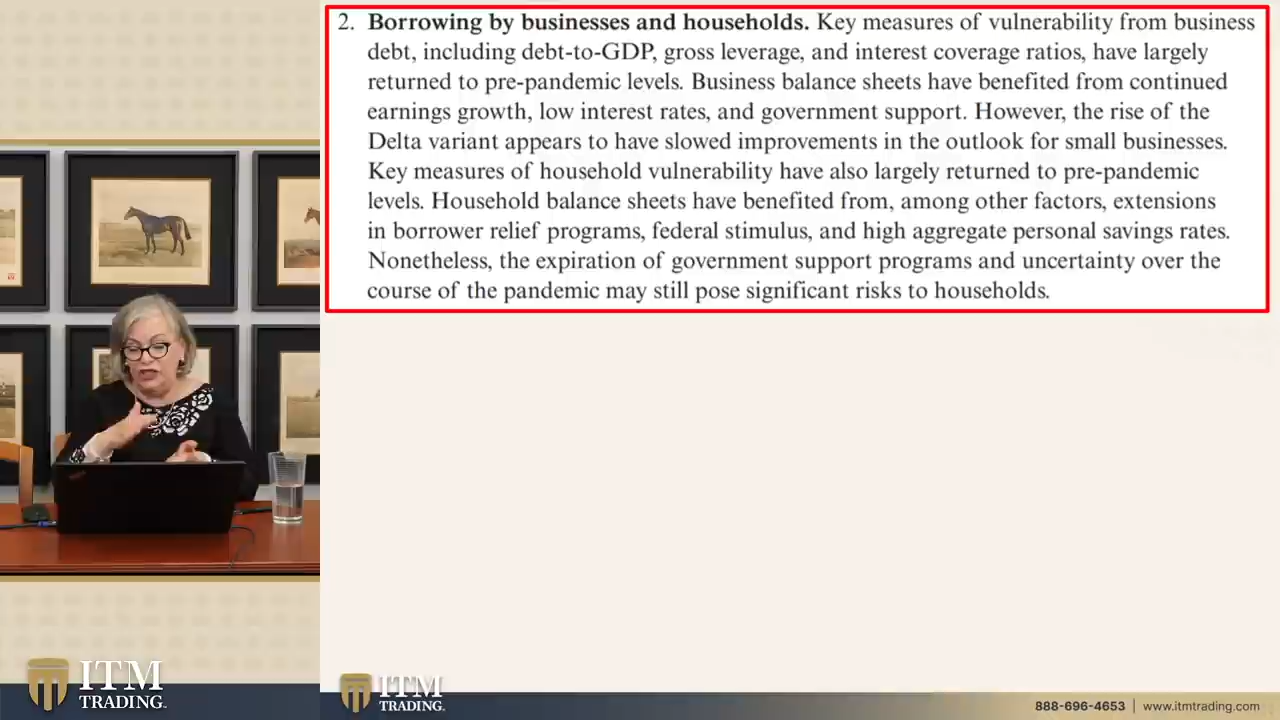 2. Borrowing by businesses and households. Key measures of vulnerability from business
debt, including debt-to-GDP, gross leverage, and interest coverage ratios, have largely
returned to pre-pandemic levels. Business balance sheets have benefited from continued
earnings growth, low interest rates, and government support. However, the rise of the
Delta variant appears to have slowed improvements in the outlook for small businesses.
Key measures of household vulnerability have also largely returned to pre-pandemic
levels. Household balance sheets have benefited from, among other factors, extensions
in borrower relief programs, federal stimulus, and high aggregate personal savings rates.
Nonetheless, the expiration of government support programs and uncertainty over the
course of the pandemic may still pose significant risks to households.
ITM
TRADING.
ITM
TRADING.
888-696-4653 | www.itmtrading.com